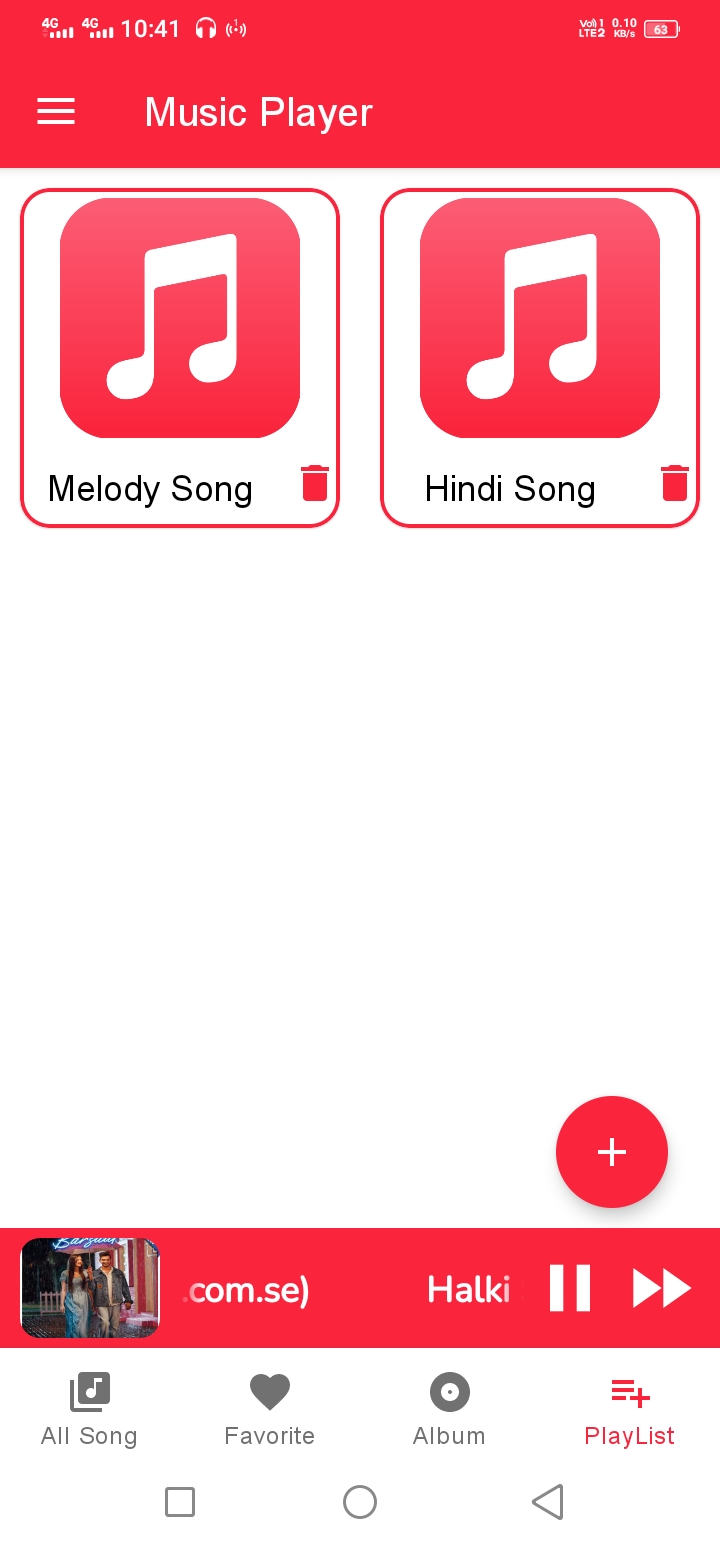 4G 4G 10:41 Vo)) 1 LTE2 0.10 KB/s 63
Music Player
Melody Song
Hindi Song
.com.se) Halki
All Song
Favorite
Album
PlayList